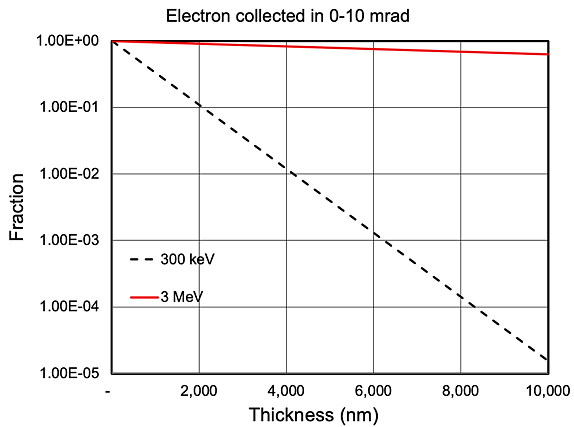 Electron collected in 0-10 mrad
1.00E+00
1.00E-01
1.00E-02
1.00E-03
1.00E-04
1.00E-05
Fraction
300 keV
3 MeV
- 2,000 4,000 6,000 8,000 10,000
Thickness (nm)